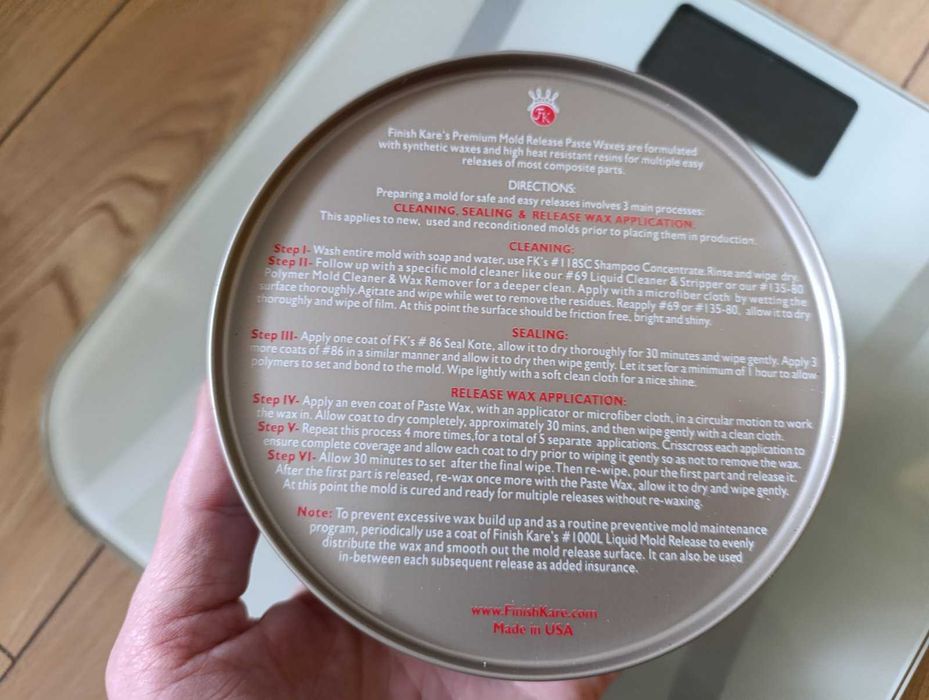 FK
Finish Kare's Premium Mold Release Paste Waxes are formulated
with synthetic waxes and high heat resistant resins for multiple easy
releases of most composite parts.
DIRECTIONS:
Preparing a mold for safe and easy releases involves 3 main processes:
CLEANING, SEALING & RELEASE WAX APPLICATION.
This applies to new, used and reconditioned molds prior to placing them in production.
CLEANING:
Step I- Wash entire mold with soap and water, use FK's #118SC Shampoo Concentrate. Rinse and wipe dry.
Step II- Follow up with a specific mold cleaner like our #69 Liquid Cleaner & Stripper or our #135-80
Polymer Mold Cleaner & Wax Remover for a deeper clean. Apply with a microfiber cloth by wetting the
surface thoroughly. Agitate and wipe while wet to remove the residues. Reapply #69 or #135-80, allow it to dry
thoroughly and wipe of film. At this point the surface should be friction free, bright and shiny.
SEALING:
Step III- Apply one coat of FK's # 86 Seal Kote, allow it to dry thoroughly for 30 minutes and wipe gently. Apply 3
more coats of #86 in a similar manner and allow it to dry then wipe gently. Let it set for a minimum of 1 hour to allow
polymers to set and bond to the mold. Wipe lightly with a soft clean cloth for a nice shine.
RELEASE WAX APPLICATION:
Step IV- Apply an even coat of Paste Wax, with an applicator or microfiber cloth, in a circular motion to work
the wax in. Allow coat to dry completely, approximately 30 mins, and then wipe gently with a clean cloth.
Step V- Repeat this process 4 more times, for a total of 5 separate applications. Crisscross each application to
ensure complete coverage and allow each coat to dry prior to wiping it gently so as not to remove the wax.
Step VI- Allow 30 minutes to set after the final wipe. Then re-wipe, pour the first part and release it.
After the first part is released, re-wax once more with the Paste Wax, allow it to dry and wipe gently.
At this point the mold is cured and ready for multiple releases without re-waxing.
Note: To prevent excessive wax build up and as a routine preventive mold maintenance
program, periodically use a coat of Finish Kare's #1000L Liquid Mold Release to evenly
distribute the wax and smooth out the mold release surface. It can also be used
in-between each subsequent release as added insurance.
www.FinishKare.com
Made in USA